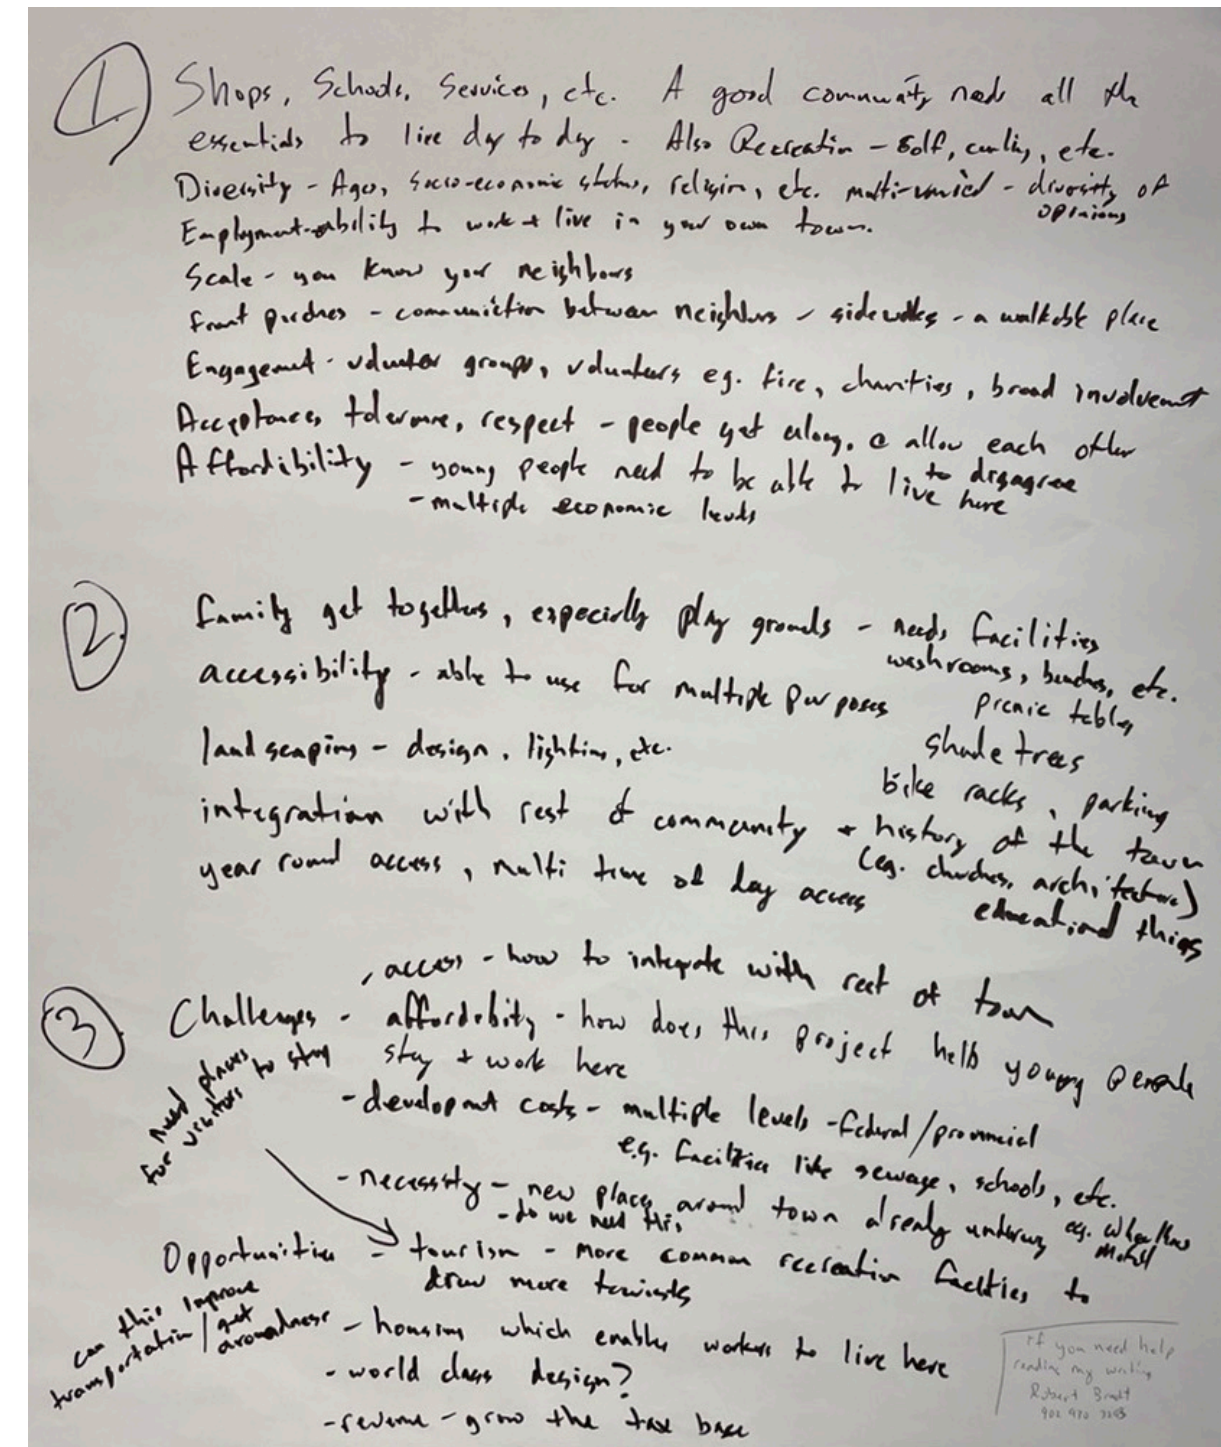 1. Shops, Schools, Services, etc. A good community needs all the
essentials to live day to day - Also Recreation - Golf, curling, etc.
Diversity - Ages, Socio-economic status, religion, etc. - diversity of
opinions
Employment - ability to work + live in your own town.
Scale - you know your neighbours
front porches - communiction between neighbors - sidewalks - a walkable place
Engagement - volunteer groups, volunteers eg. fire, charities, broad involvement
Acceptances, tolerance, respect - people get along, allow each other
to disagree
Affordibility - young people need to be able to live here
- multiple economic levels
2. family get togethers, especially play grounds - needs facilities
washrooms, benches, etc.
picnic tables
accessibility - able to use for multiple purposes
shade trees
landscaping - design, lighting, etc.
bike racks, parking
integration with rest of community + history of the town
(eg. churches, architecture)
year round access, multi time of day access
educational things
3. Challenges - access - how to integrate with rest of town
- affordability - how does this project help young people
stay + work here
- development costs - multiple levels - federal/provincial
e.g. facilities like sewage, schools, etc.
- necessity - new places around town already underway eg.
- do we need this
need places
for visitors to stay
Opportunities - tourism - more common recreation facilities to
draw more tourists
can this improve
transportation/get
aroundness
- housing which enables workers to live here
- world class design?
- revenue - grow the tax base
if you need help
reading my writing
Robert